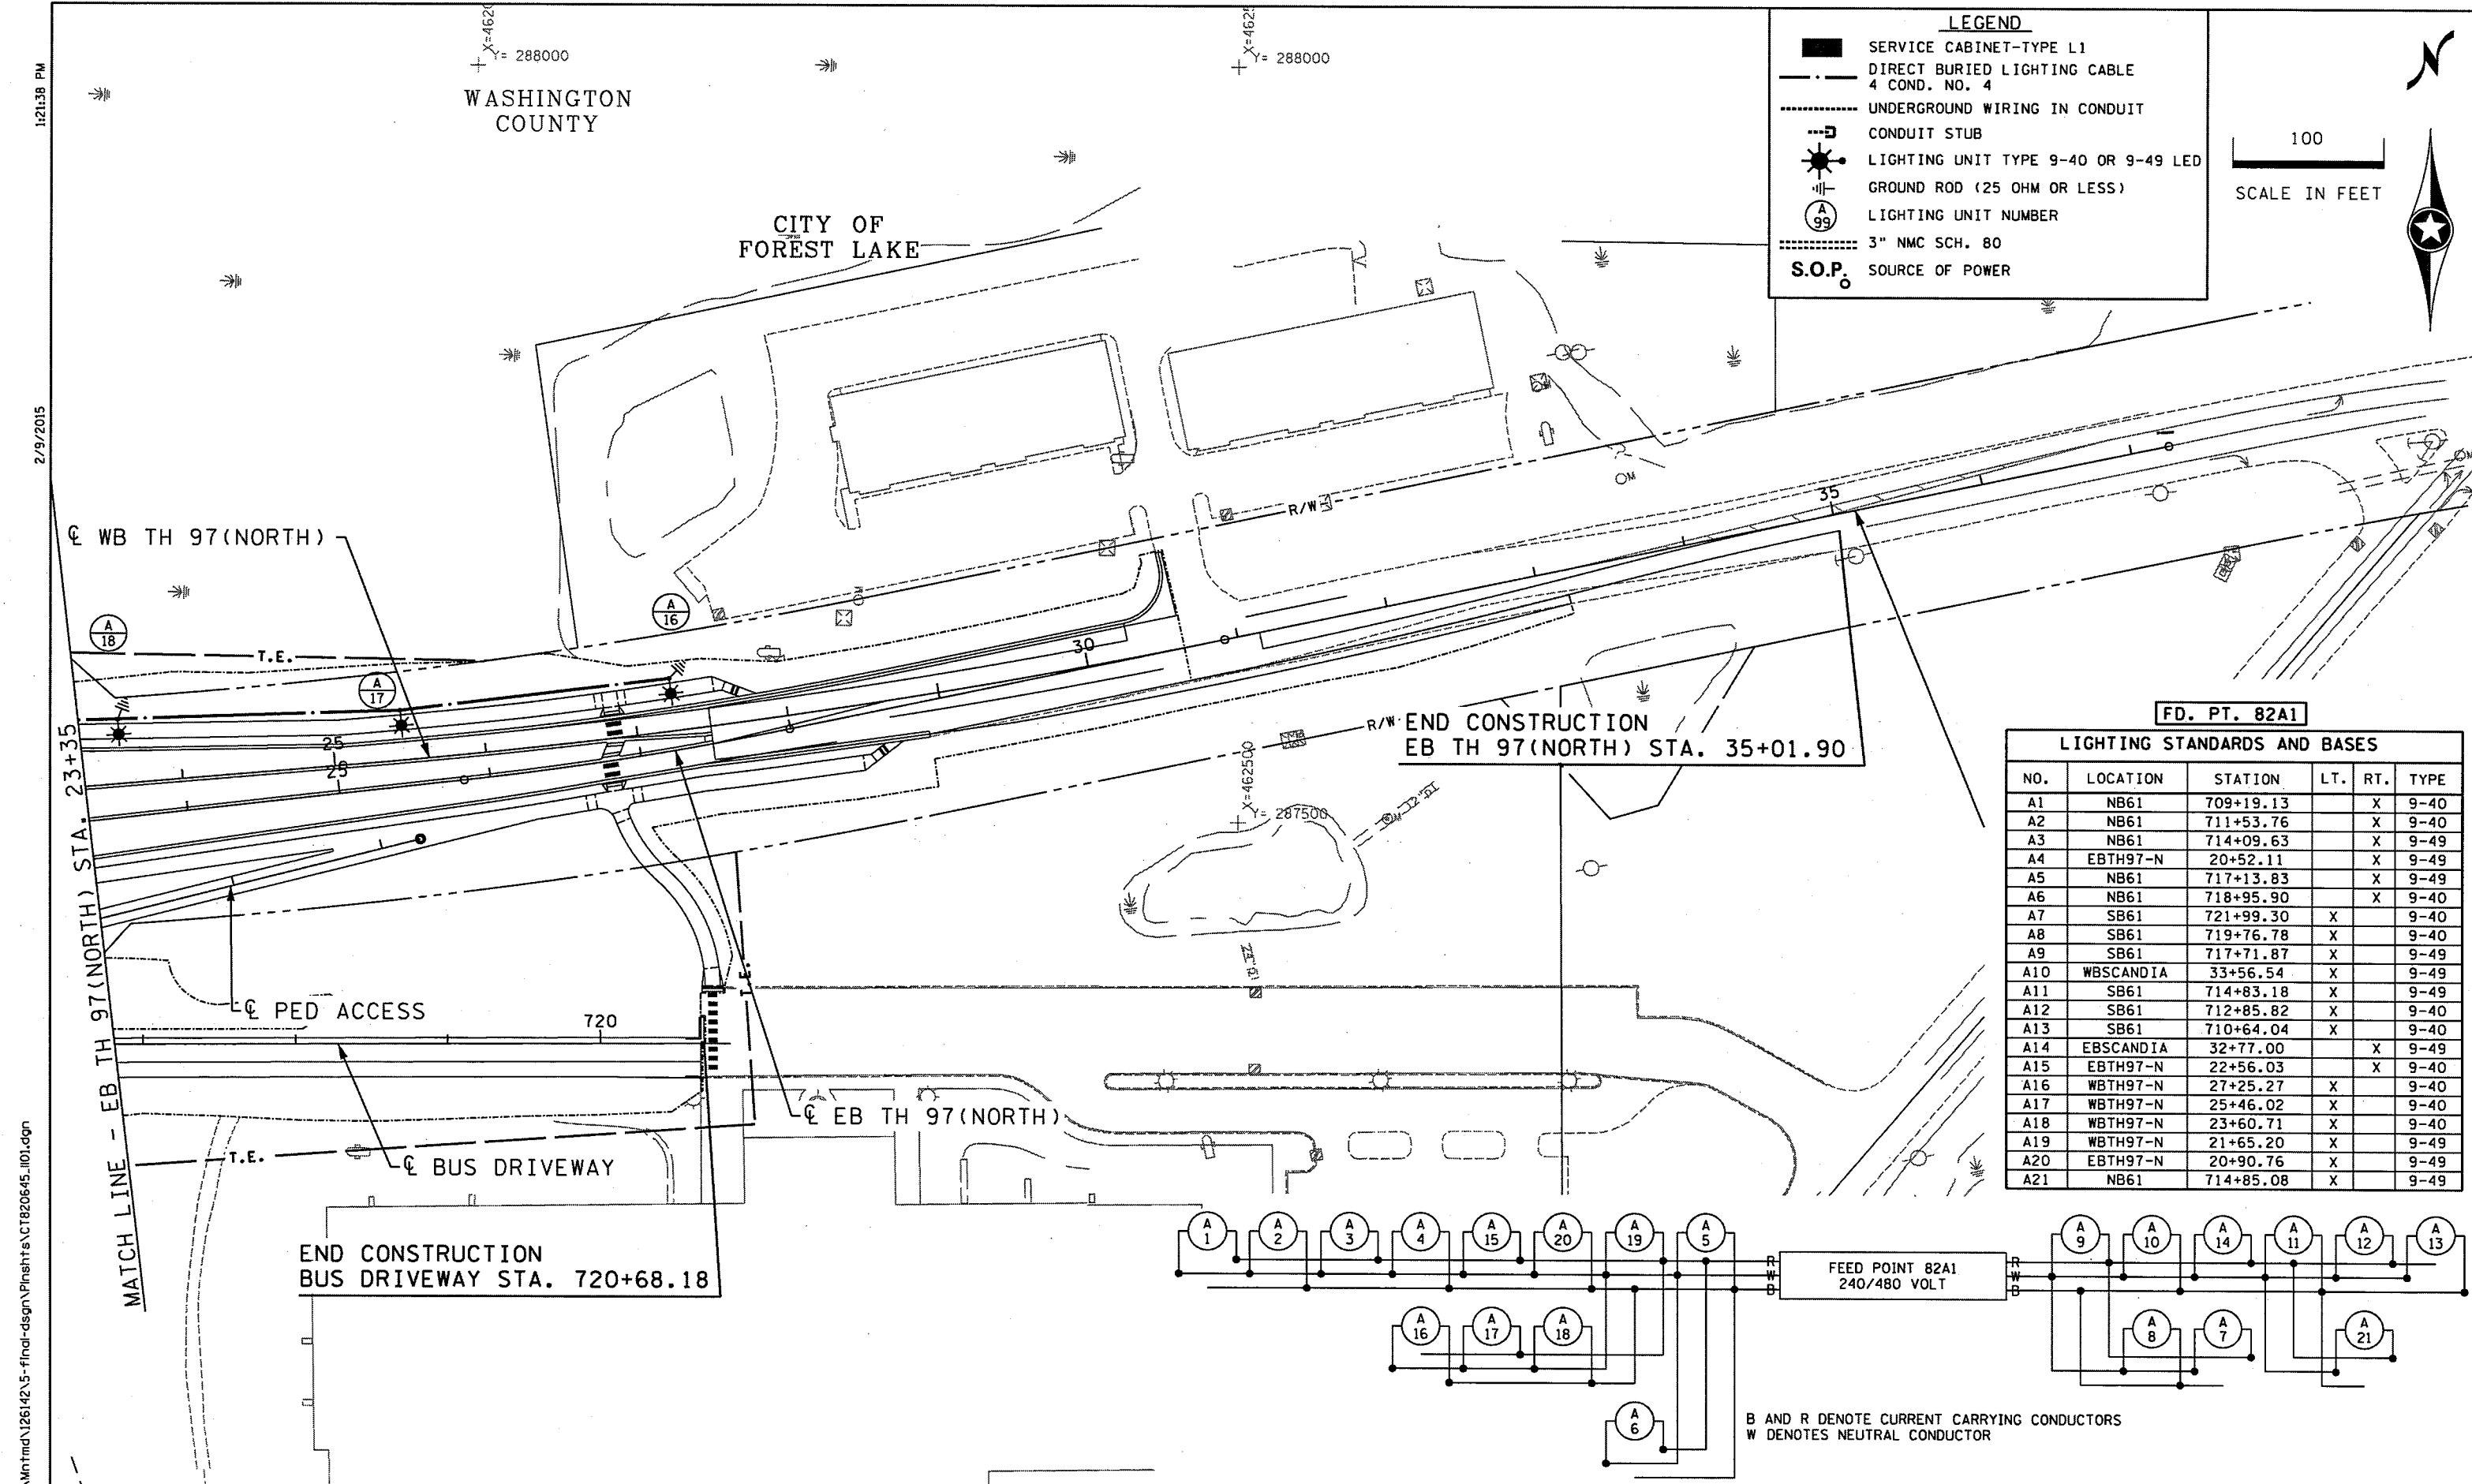 1:21:38 PM
2/9/2015
\Mntrnd\126142\5-final-dsgn\Plnshts\CT820645_ll01.dgn
X=4620
Y= 288000
X=4625
Y= 288000
WASHINGTON
COUNTY
CITY OF
FOREST LAKE
LEGEND
SERVICE CABINET-TYPE L1
DIRECT BURIED LIGHTING CABLE
4 COND. NO. 4
UNDERGROUND WIRING IN CONDUIT
CONDUIT STUB
LIGHTING UNIT TYPE 9-40 OR 9-49 LED
GROUND ROD (25 OHM OR LESS)
A 99 LIGHTING UNIT NUMBER
3" NMC SCH. 80
S.O.P. SOURCE OF POWER
N
100
SCALE IN FEET
℄ WB TH 97(NORTH)
A 18
A 17
A 16
T.E.
R/W
35
30
25
25
R/W
END CONSTRUCTION
EB TH 97(NORTH) STA. 35+01.90
X=462500
Y= 287500
MATCH LINE - EB TH 97(NORTH) STA. 23+35
℄ PED ACCESS
720
T.E.
℄ EB TH 97(NORTH)
T.E.
℄ BUS DRIVEWAY
END CONSTRUCTION
BUS DRIVEWAY STA. 720+68.18
FD. PT. 82A1
LIGHTING STANDARDS AND BASES
NO. LOCATION STATION LT. RT. TYPE
A1 NB61 709+19.13 X 9-40
A2 NB61 711+53.76 X 9-40
A3 NB61 714+09.63 X 9-49
A4 EBTH97-N 20+52.11 X 9-49
A5 NB61 717+13.83 X 9-49
A6 NB61 718+95.90 X 9-40
A7 SB61 721+99.30 X 9-40
A8 SB61 719+76.78 X 9-40
A9 SB61 717+71.87 X 9-49
A10 WBSCANDIA 33+56.54 X 9-49
A11 SB61 714+83.18 X 9-49
A12 SB61 712+85.82 X 9-40
A13 SB61 710+64.04 X 9-40
A14 EBSCANDIA 32+77.00 X 9-49
A15 EBTH97-N 22+56.03 X 9-40
A16 WBTH97-N 27+25.27 X 9-40
A17 WBTH97-N 25+46.02 X 9-40
A18 WBTH97-N 23+60.71 X 9-40
A19 WBTH97-N 21+65.20 X 9-49
A20 EBTH97-N 20+90.76 X 9-49
A21 NB61 714+85.08 X 9-49
A 1 A 2 A 3 A 4 A 15 A 20 A 19 A 5
R
W
B
FEED POINT 82A1
240/480 VOLT
R
W
B
A 9 A 10 A 14 A 11 A 12 A 13
A 16 A 17 A 18
A 8 A 7 A 21
A 6
B AND R DENOTE CURRENT CARRYING CONDUCTORS
W DENOTES NEUTRAL CONDUCTOR